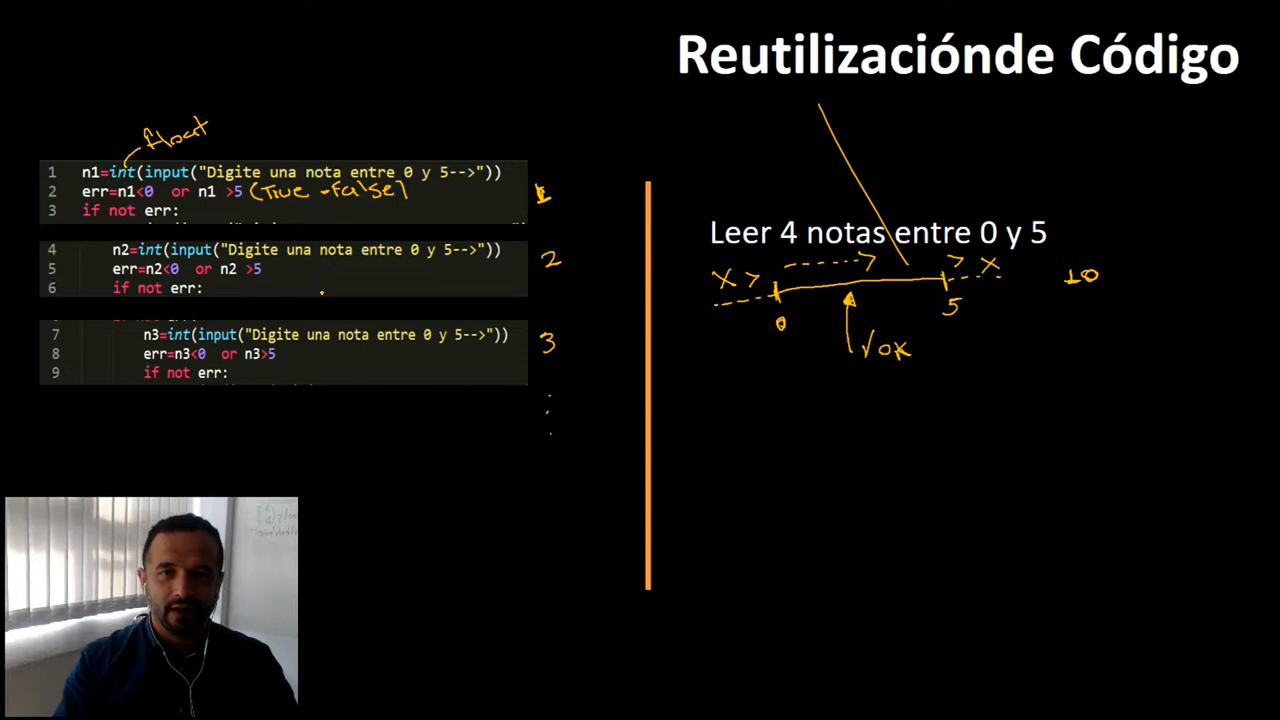 Reutilizaciónde Código
float
1 n1=int(input("Digite una nota entre 0 y 5-->"))
2 err=n1<0 or n1 >5 (True - False)
3 if not err:
1
4 n2=int(input("Digite una nota entre 0 y 5-->"))
5 err=n2<0 or n2 >5
6 if not err:
2
7 n3=int(input("Digite una nota entre 0 y 5-->"))
8 err=n3<0 or n3>5
9 if not err:
3
Leer 4 notas entre 0 y 5
X > > X 10
0 5
√ OK